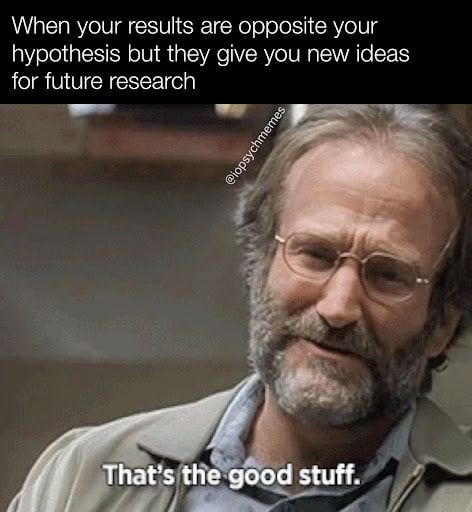 When your results are opposite your
hypothesis but they give you new ideas
for future research
@iopsychmemes
That's the good stuff.